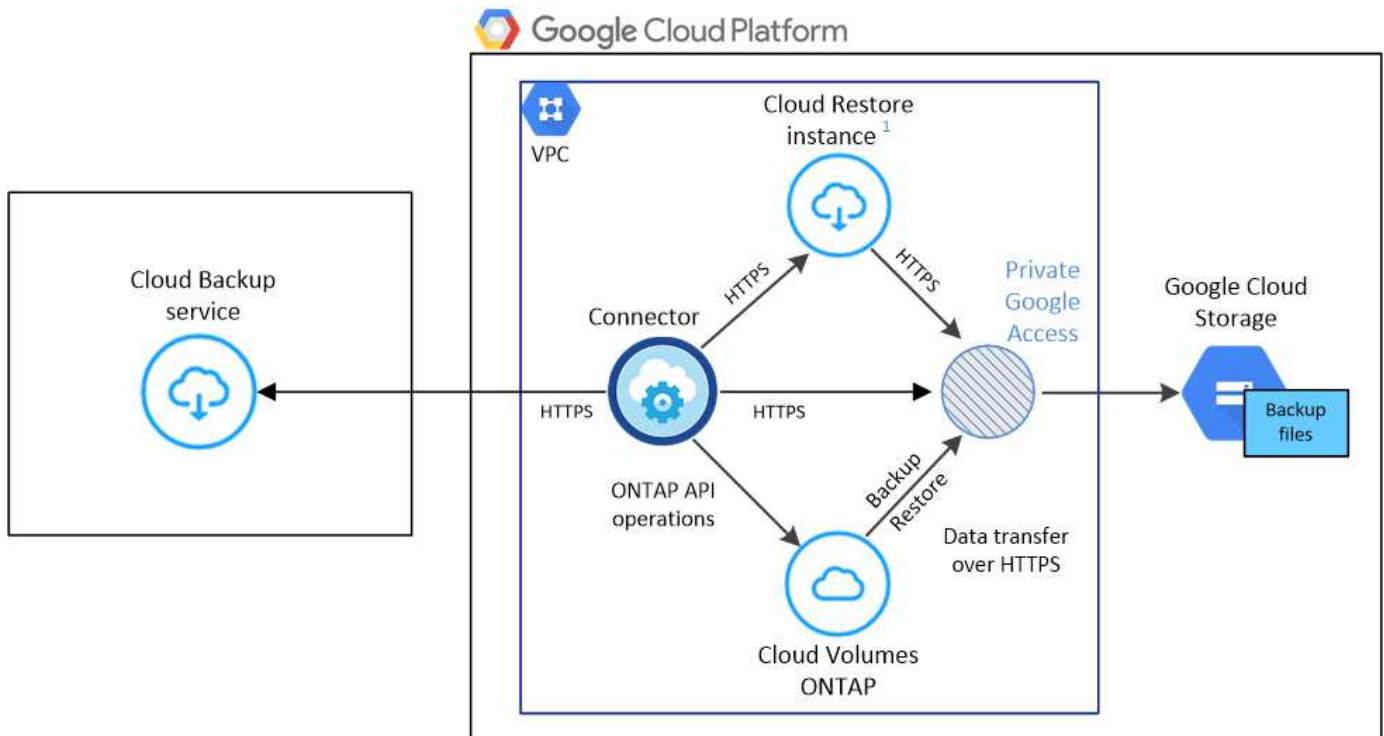 Google Cloud Platform
VPC
Cloud Restore
instance 1
HTTPS
HTTPS
Private
Google
Access
Google Cloud
Storage
Backup
files
Cloud Backup
service
Connector
HTTPS
HTTPS
ONTAP API
operations
Backup
Restore
Data transfer
over HTTPS
Cloud Volumes
ONTAP